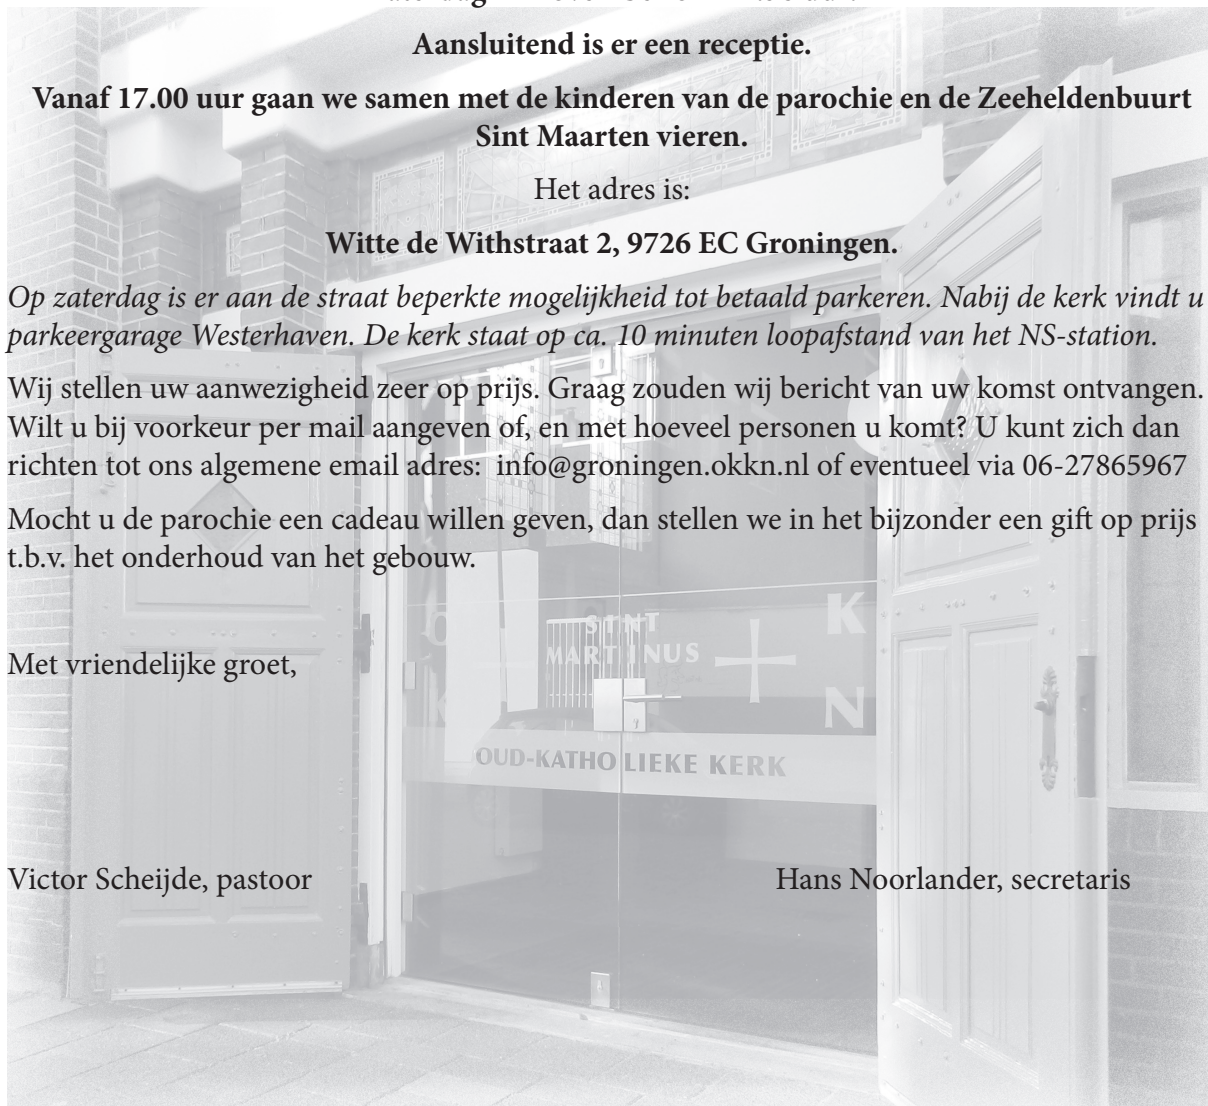 Aansluitend is er een receptie.
Vanaf 17.00 uur gaan we samen met de kinderen van de parochie en de Zeeheldenbuurt
Sint Maarten vieren.
Het adres is:
Witte de Withstraat 2, 9726 EC Groningen.
Op zaterdag is er aan de straat beperkte mogelijkheid tot betaald parkeren. Nabij de kerk vindt u
parkeergarage Westerhaven. De kerk staat op ca. 10 minuten loopafstand van het NS-station.
Wij stellen uw aanwezigheid zeer op prijs. Graag zouden wij bericht van uw komst ontvangen.
Wilt u bij voorkeur per mail aangeven of, en met hoeveel personen u komt? U kunt zich dan
richten tot ons algemene email adres: info@groningen.okkn.nl of eventueel via 06-27865967
Mocht u de parochie een cadeau willen geven, dan stellen we in het bijzonder een gift op prijs
t.b.v. het onderhoud van het gebouw.
O K
SINT
MARTINUS
Met vriendelijke groet,
K N
OUD-KATHOLIEKE KERK
Victor Scheijde, pastoor Hans Noorlander, secretaris